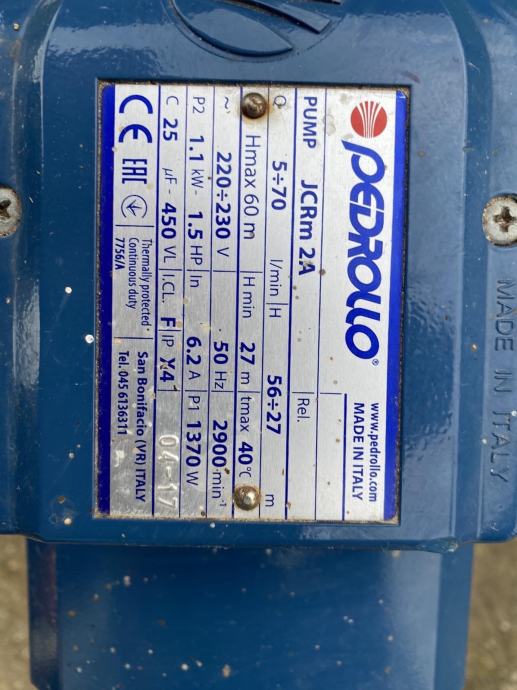 PEDROLLO®
www.pedrollo.com
MADE IN ITALY
PUMP JCRm 2A Rel.
Q 5÷70 l/min H 56÷27 m
Hmax 60 m H min 27 m tmax 40 °C
~ 220÷230 V 50 Hz 2900 min⁻¹
P2 1.1 kW- 1.5 HP In 6.2 A P1 1370 W
C 25 µF - 450 VL I.CL. F IP X4 04-17
CE EAC Thermally protected
Continuous duty
7756/A
San Bonifacio (VR) ITALY
Tel. 045 6136311
MADE IN ITALY